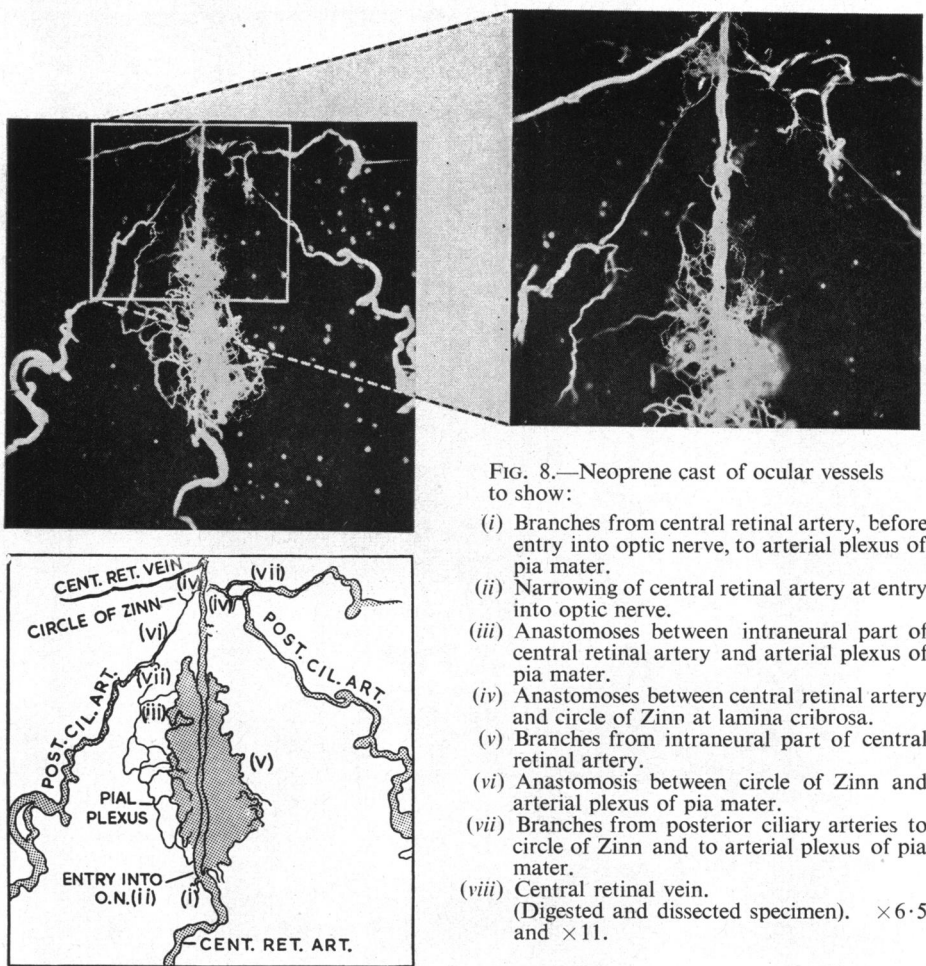 FIG. 8.—Neoprene cast of ocular vessels
to show:
(i) Branches from central retinal artery, before
entry into optic nerve, to arterial plexus of
pia mater.
(ii) Narrowing of central retinal artery at entry
into optic nerve.
(iii) Anastomoses between intraneural part of
central retinal artery and arterial plexus of
pia mater.
(iv) Anastomoses between central retinal artery
and circle of Zinn at lamina cribrosa.
(v) Branches from intraneural part of central
retinal artery.
(vi) Anastomosis between circle of Zinn and
arterial plexus of pia mater.
(vii) Branches from posterior ciliary arteries to
circle of Zinn and to arterial plexus of pia
mater.
(viii) Central retinal vein.
(Digested and dissected specimen). ×6·5
and ×11.
CENT. RET. VEIN
(iv)
(vii)
CIRCLE OF ZINN
(iv)
(vi)
POST. CIL. ART.
POST. CIL. ART.
(vii)
(iii)
(v)
PIAL
PLEXUS
ENTRY INTO
O.N.(ii)
(i)
CENT. RET. ART.